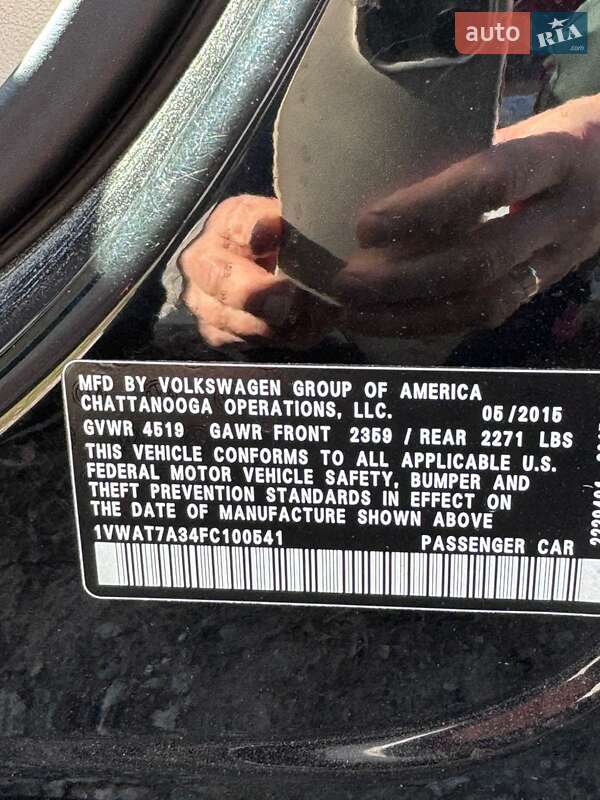 auto RIA
.com
MFD BY VOLKSWAGEN GROUP OF AMERICA
CHATTANOOGA OPERATIONS, LLC. 05/2015
GVWR 4519 GAWR FRONT 2359 / REAR 2271 LBS
THIS VEHICLE CONFORMS TO ALL APPLICABLE U.S.
FEDERAL MOTOR VEHICLE SAFETY, BUMPER AND
THEFT PREVENTION STANDARDS IN EFFECT ON
THE DATE OF MANUFACTURE SHOWN ABOVE
1VWAT7A34FC100541 PASSENGER CAR